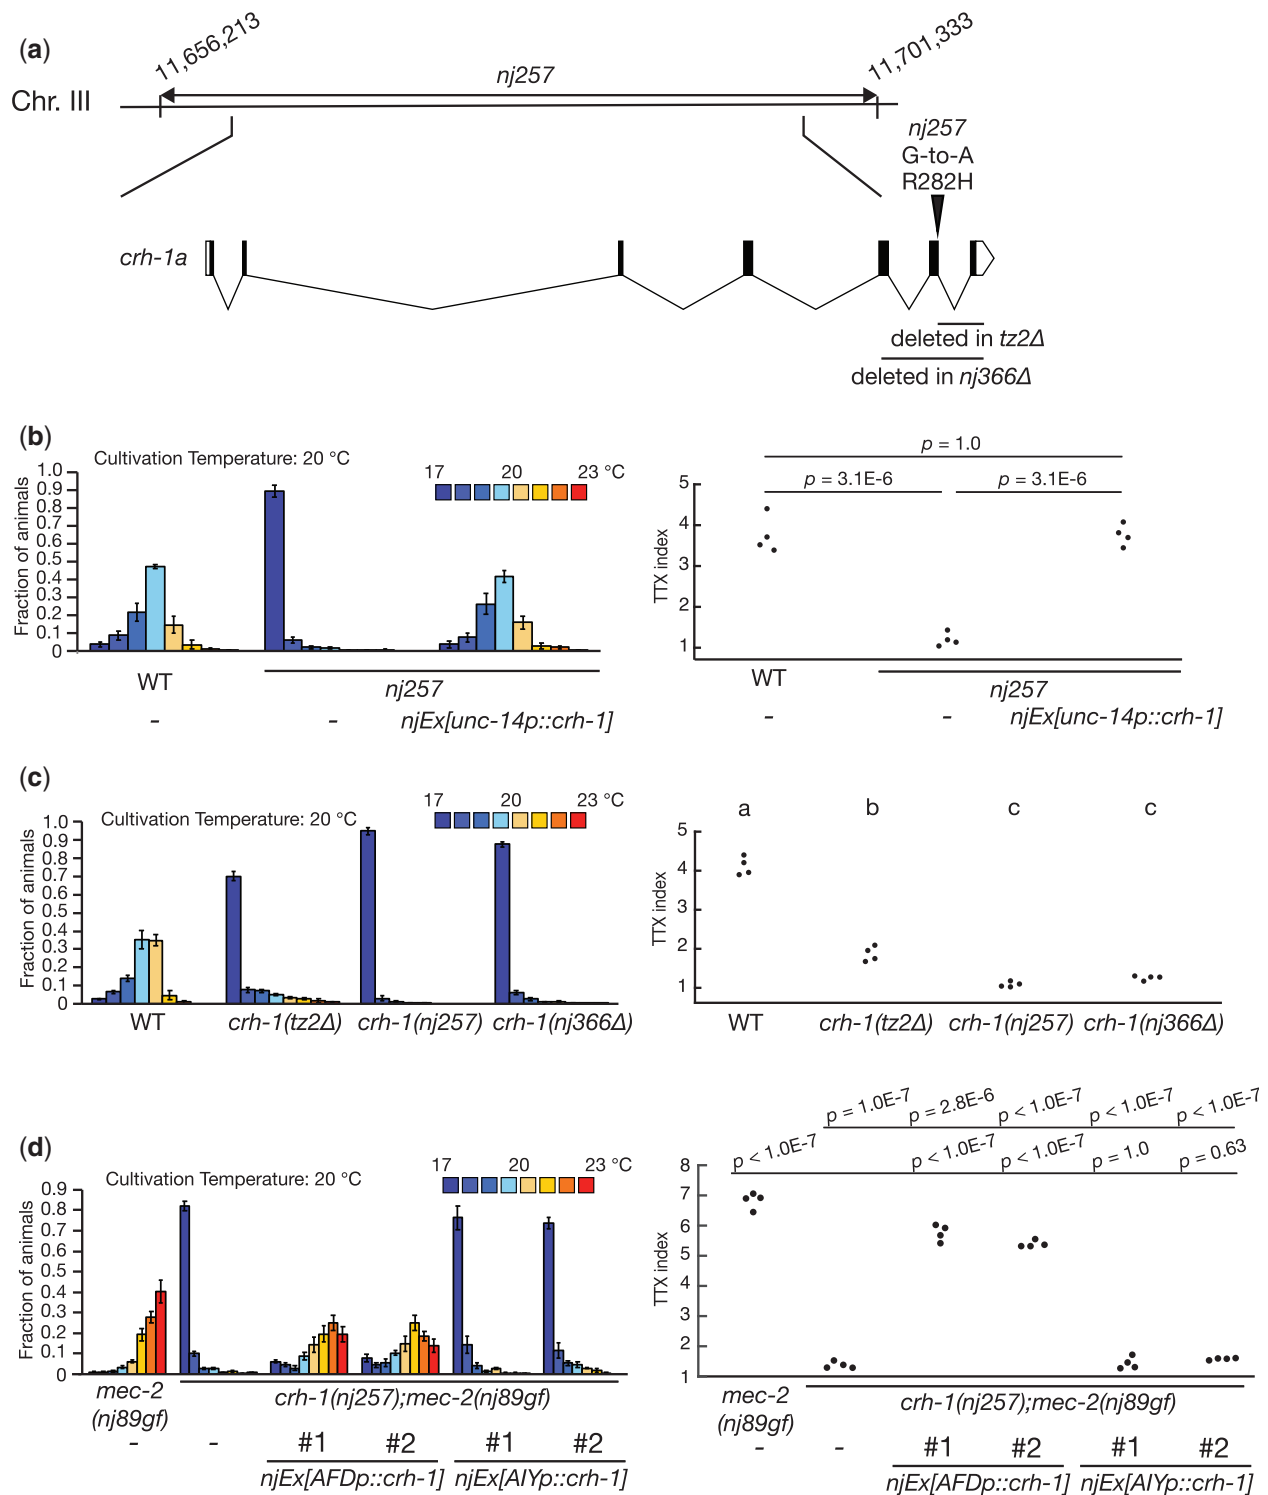 (a)
11,656,213
11,701,333
Chr. III
nj257
nj257
G-to-A
R282H
crh-1a
deleted in tz2Δ
deleted in nj366Δ
(b)
Cultivation Temperature: 20 °C
17 20 23 °C
Fraction of animals
1.0
0.9
0.8
0.7
0.6
0.5
0.4
0.3
0.2
0.1
0
WT
nj257
-
-
njEx[unc-14p::crh-1]
p = 1.0
p = 3.1E-6
p = 3.1E-6
TTX index
5
4
3
2
1
WT
nj257
-
-
njEx[unc-14p::crh-1]
(c)
Cultivation Temperature: 20 °C
17 20 23 °C
Fraction of animals
1.0
0.9
0.8
0.7
0.6
0.5
0.4
0.3
0.2
0.1
0
WT
crh-1(tz2Δ)
crh-1(nj257)
crh-1(nj366Δ)
a b c c
TTX index
5
4
3
2
1
WT
crh-1(tz2Δ)
crh-1(nj257)
crh-1(nj366Δ)
(d)
Cultivation Temperature: 20 °C
17 20 23 °C
Fraction of animals
0.9
0.8
0.7
0.6
0.5
0.4
0.3
0.2
0.1
0
mec-2
(nj89gf)
crh-1(nj257);mec-2(nj89gf)
-
-
#1 #2
#1 #2
njEx[AFDp::crh-1]
njEx[AIYp::crh-1]
p = 1.0E-7
p = 2.8E-6
p < 1.0E-7
p < 1.0E-7
p < 1.0E-7
p < 1.0E-7
p < 1.0E-7
p < 1.0E-7
p = 1.0
p = 0.63
TTX index
8
7
6
5
4
3
2
1
mec-2
(nj89gf)
crh-1(nj257);mec-2(nj89gf)
-
-
#1 #2
#1 #2
njEx[AFDp::crh-1]
njEx[AIYp::crh-1]